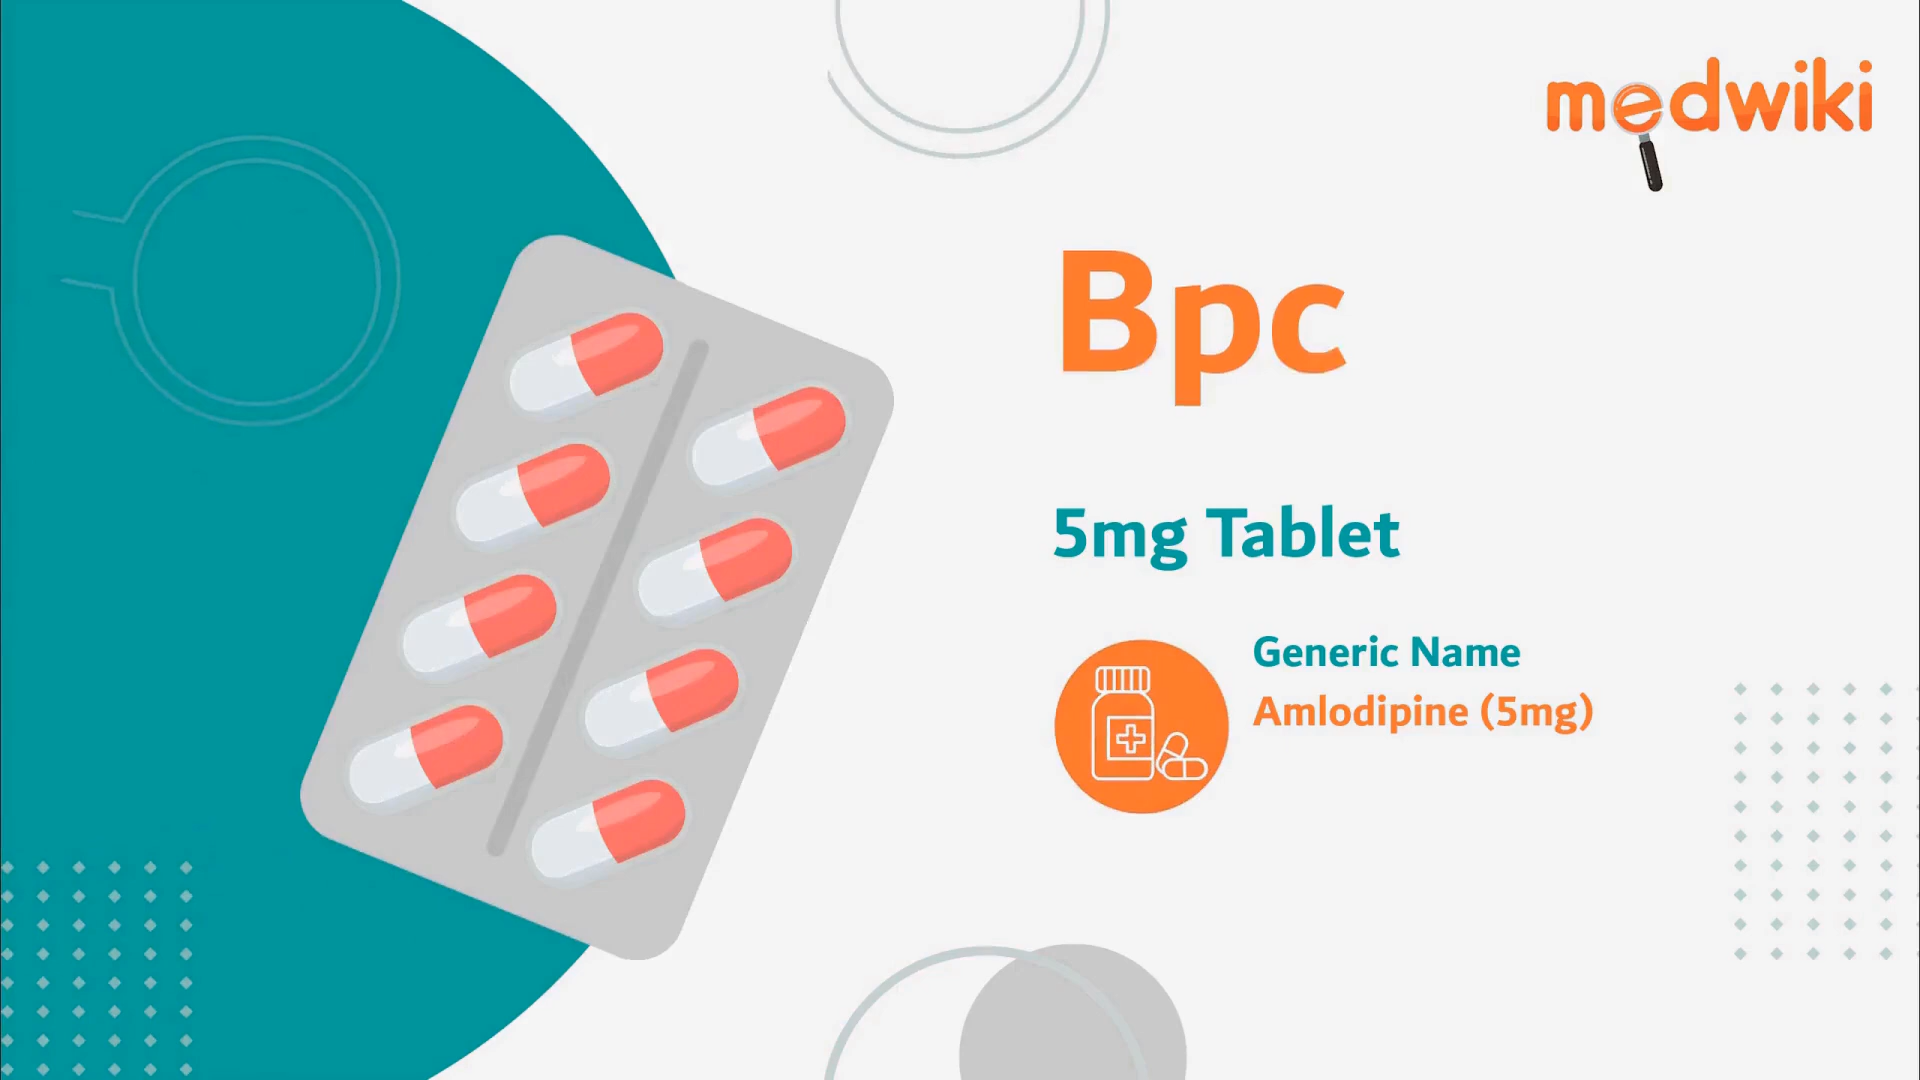 medwiki
Bpc
5mg Tablet
Generic Name
Amlodipine (5mg)